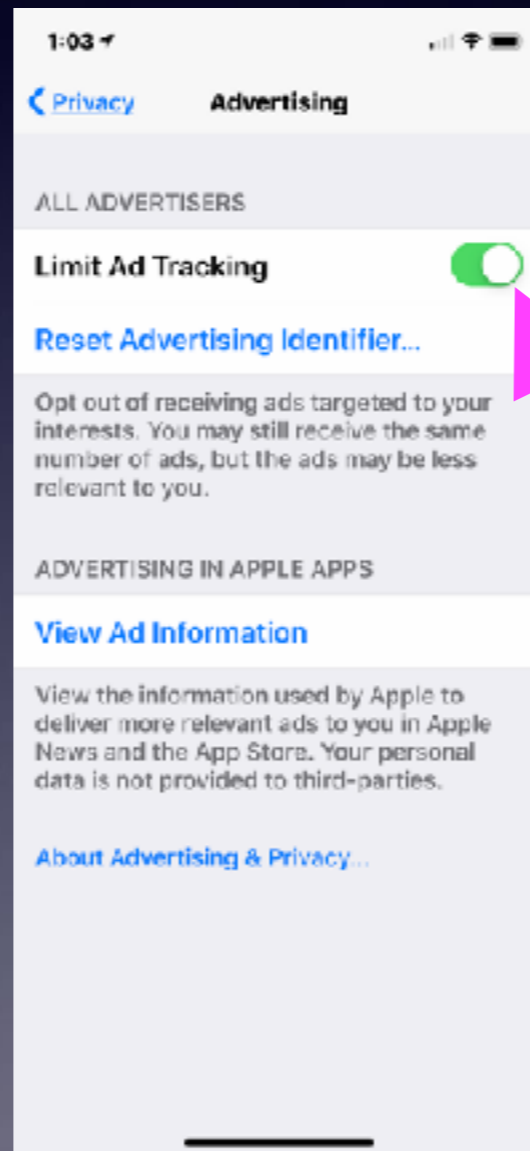 1:03
Privacy
Advertising
ALL ADVERTISERS
Limit Ad Tracking
Reset Advertising Identifier...
Opt out of receiving ads targeted to your
interests. You may still receive the same
number of ads, but the ads may be less
relevant to you.
ADVERTISING IN APPLE APPS
View Ad Information
View the information used by Apple to
deliver more relevant ads to you in Apple
News and the App Store. Your personal
data is not provided to third-parties.
About Advertising & Privacy...